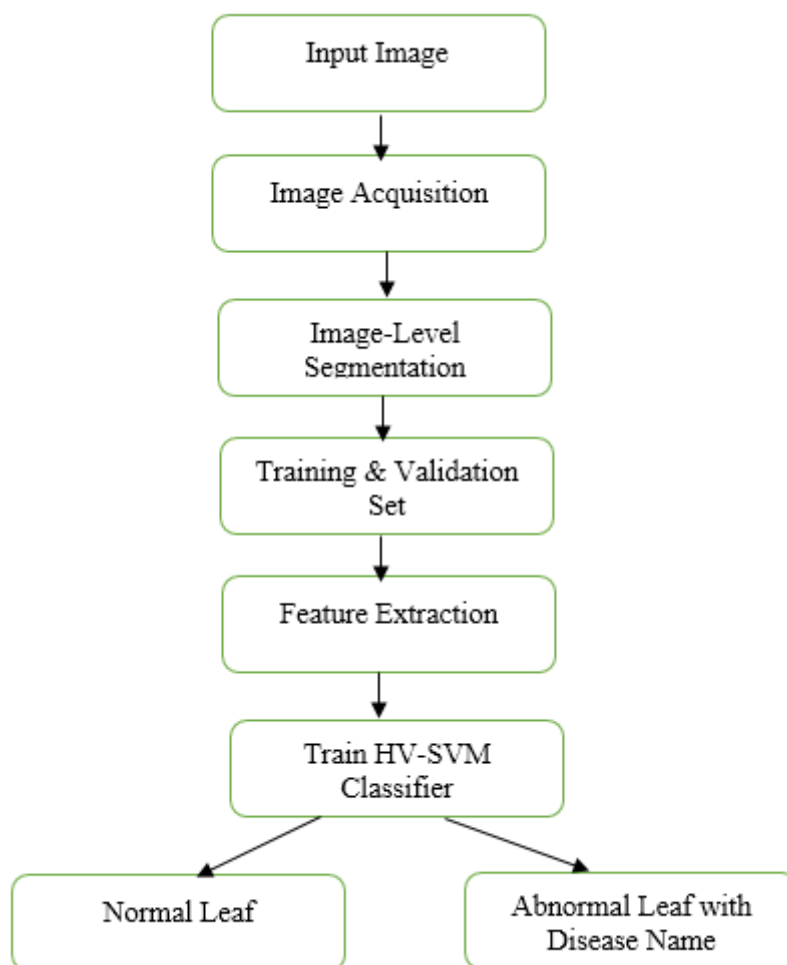 Input Image
Image Acquisition
Image-Level
Segmentation
Training & Validation
Set
Feature Extraction
Train HV-SVM
Classifier
Normal Leaf
Abnormal Leaf with
Disease Name